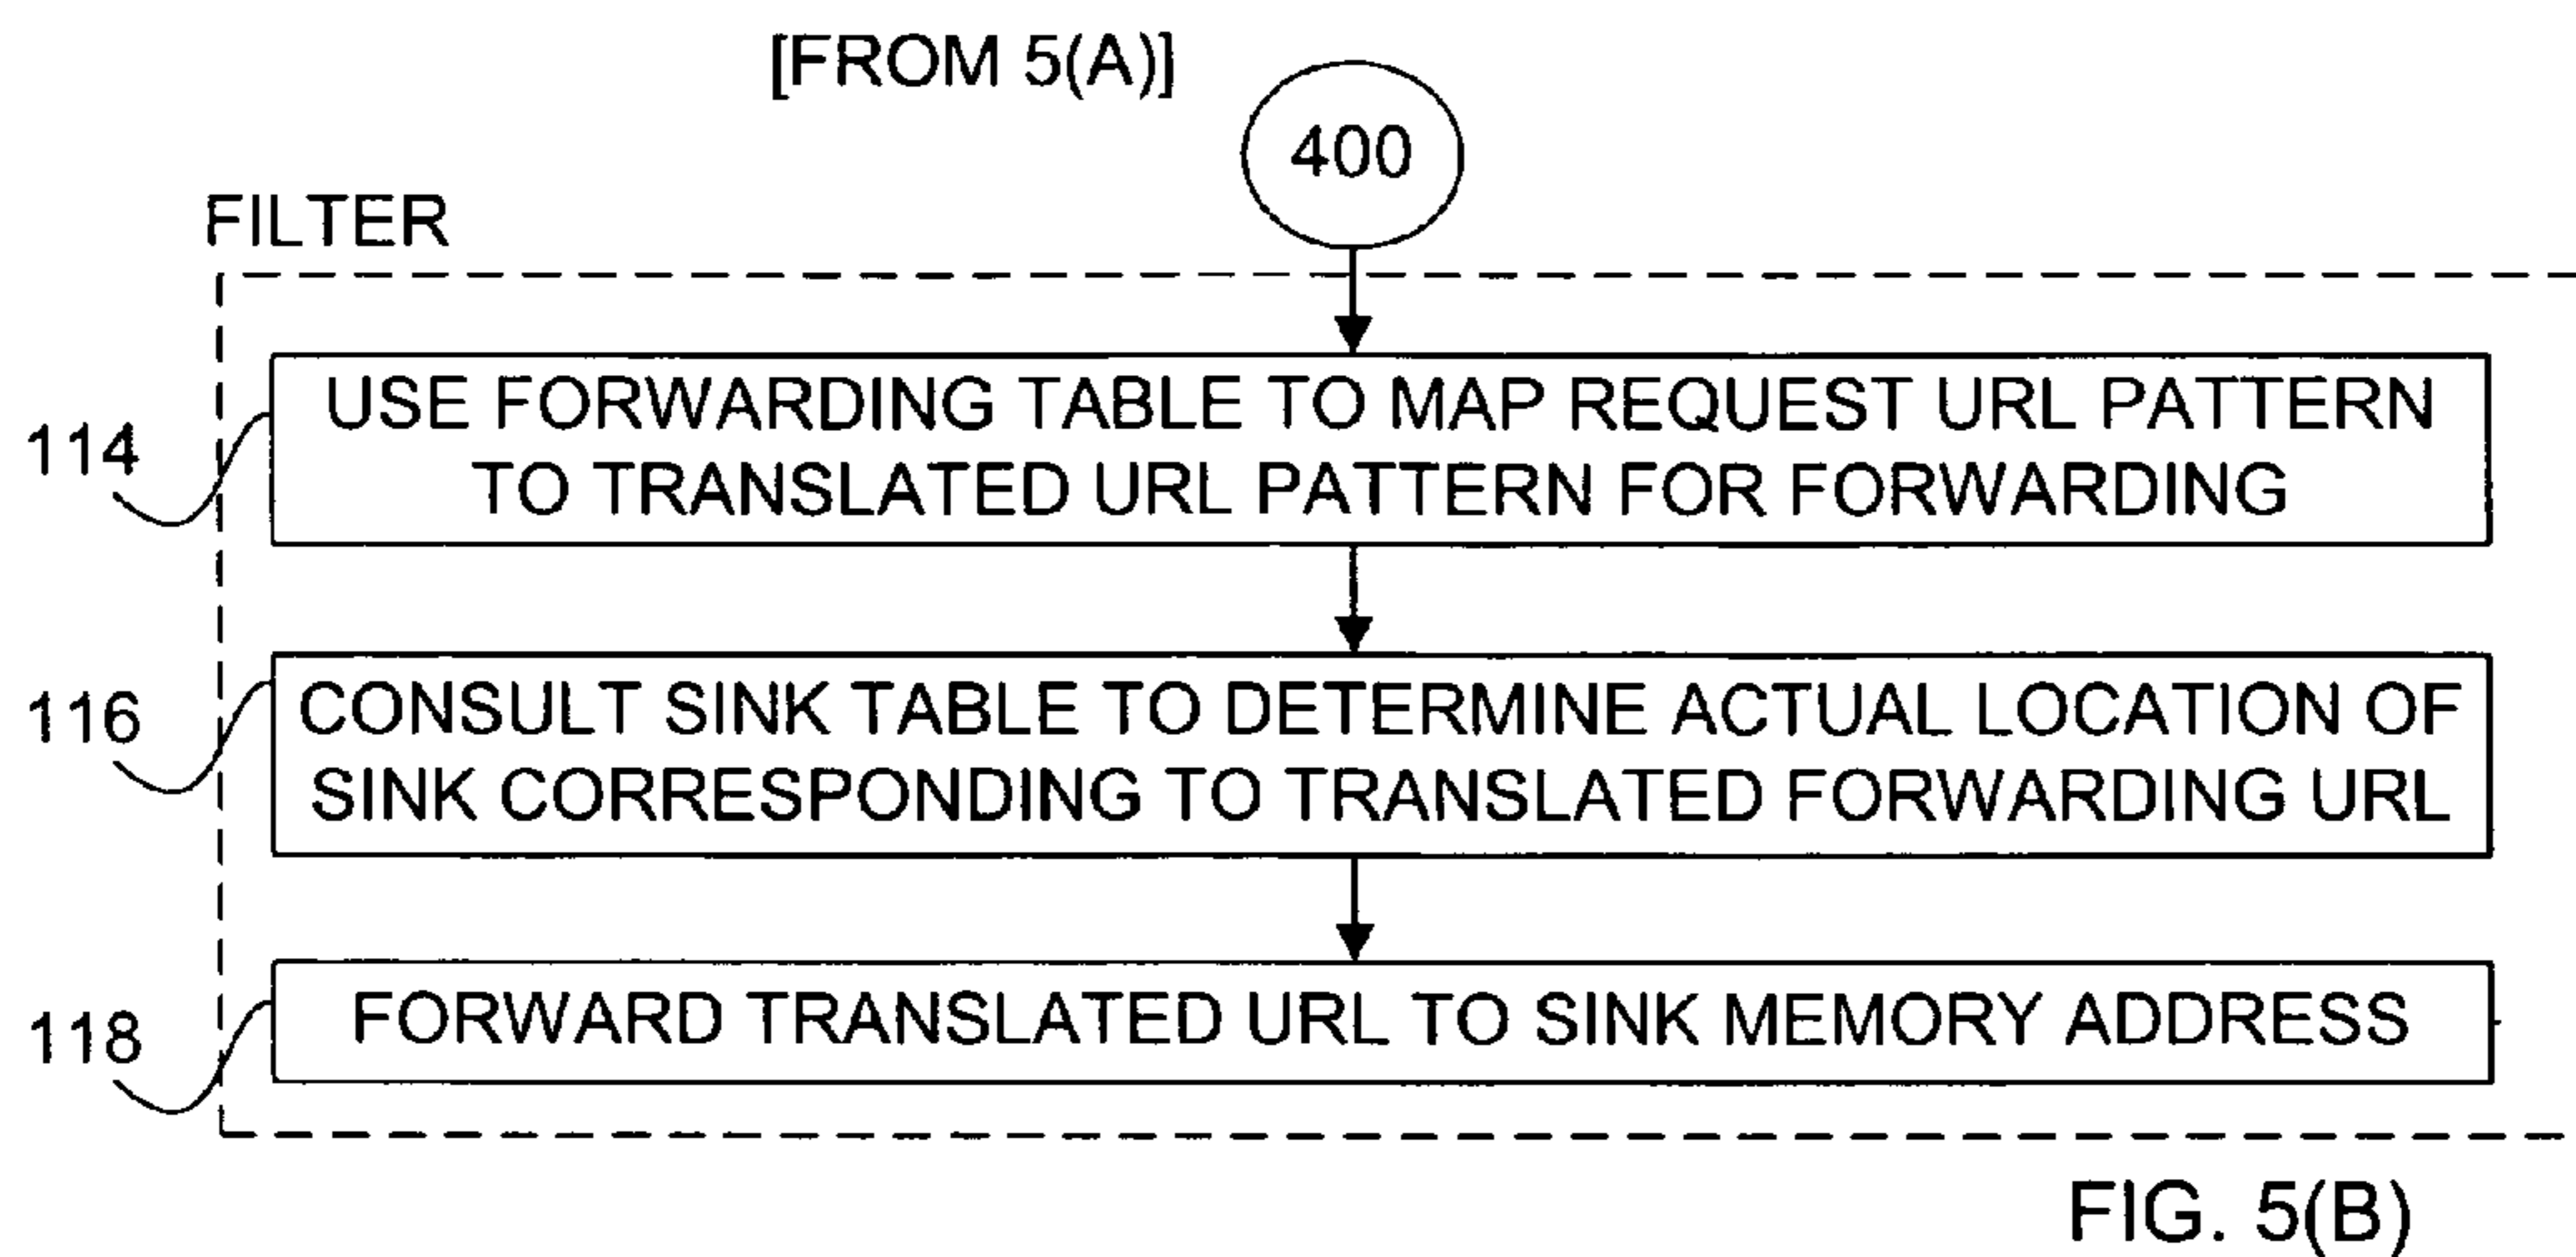 [FROM 5(A)]
400
FILTER
114
USE FORWARDING TABLE TO MAP REQUEST URL PATTERN
TO TRANSLATED URL PATTERN FOR FORWARDING
116
CONSULT SINK TABLE TO DETERMINE ACTUAL LOCATION OF
SINK CORRESPONDING TO TRANSLATED FORWARDING URL
118
FORWARD TRANSLATED URL TO SINK MEMORY ADDRESS
FIG. 5(B)